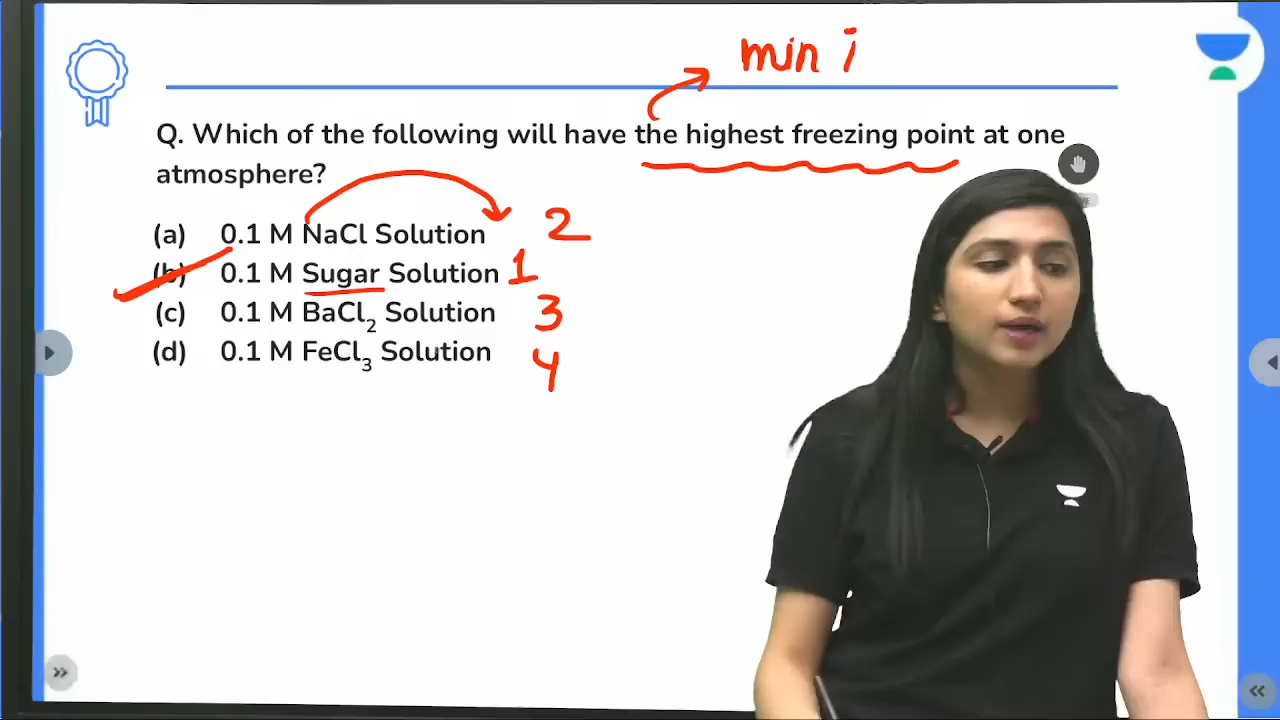 min i
Q. Which of the following will have the highest freezing point at one
atmosphere?
(a) 0.1 M NaCl Solution 2
(b) 0.1 M Sugar Solution 1
(c) 0.1 M BaCl₂ Solution 3
(d) 0.1 M FeCl₃ Solution 4